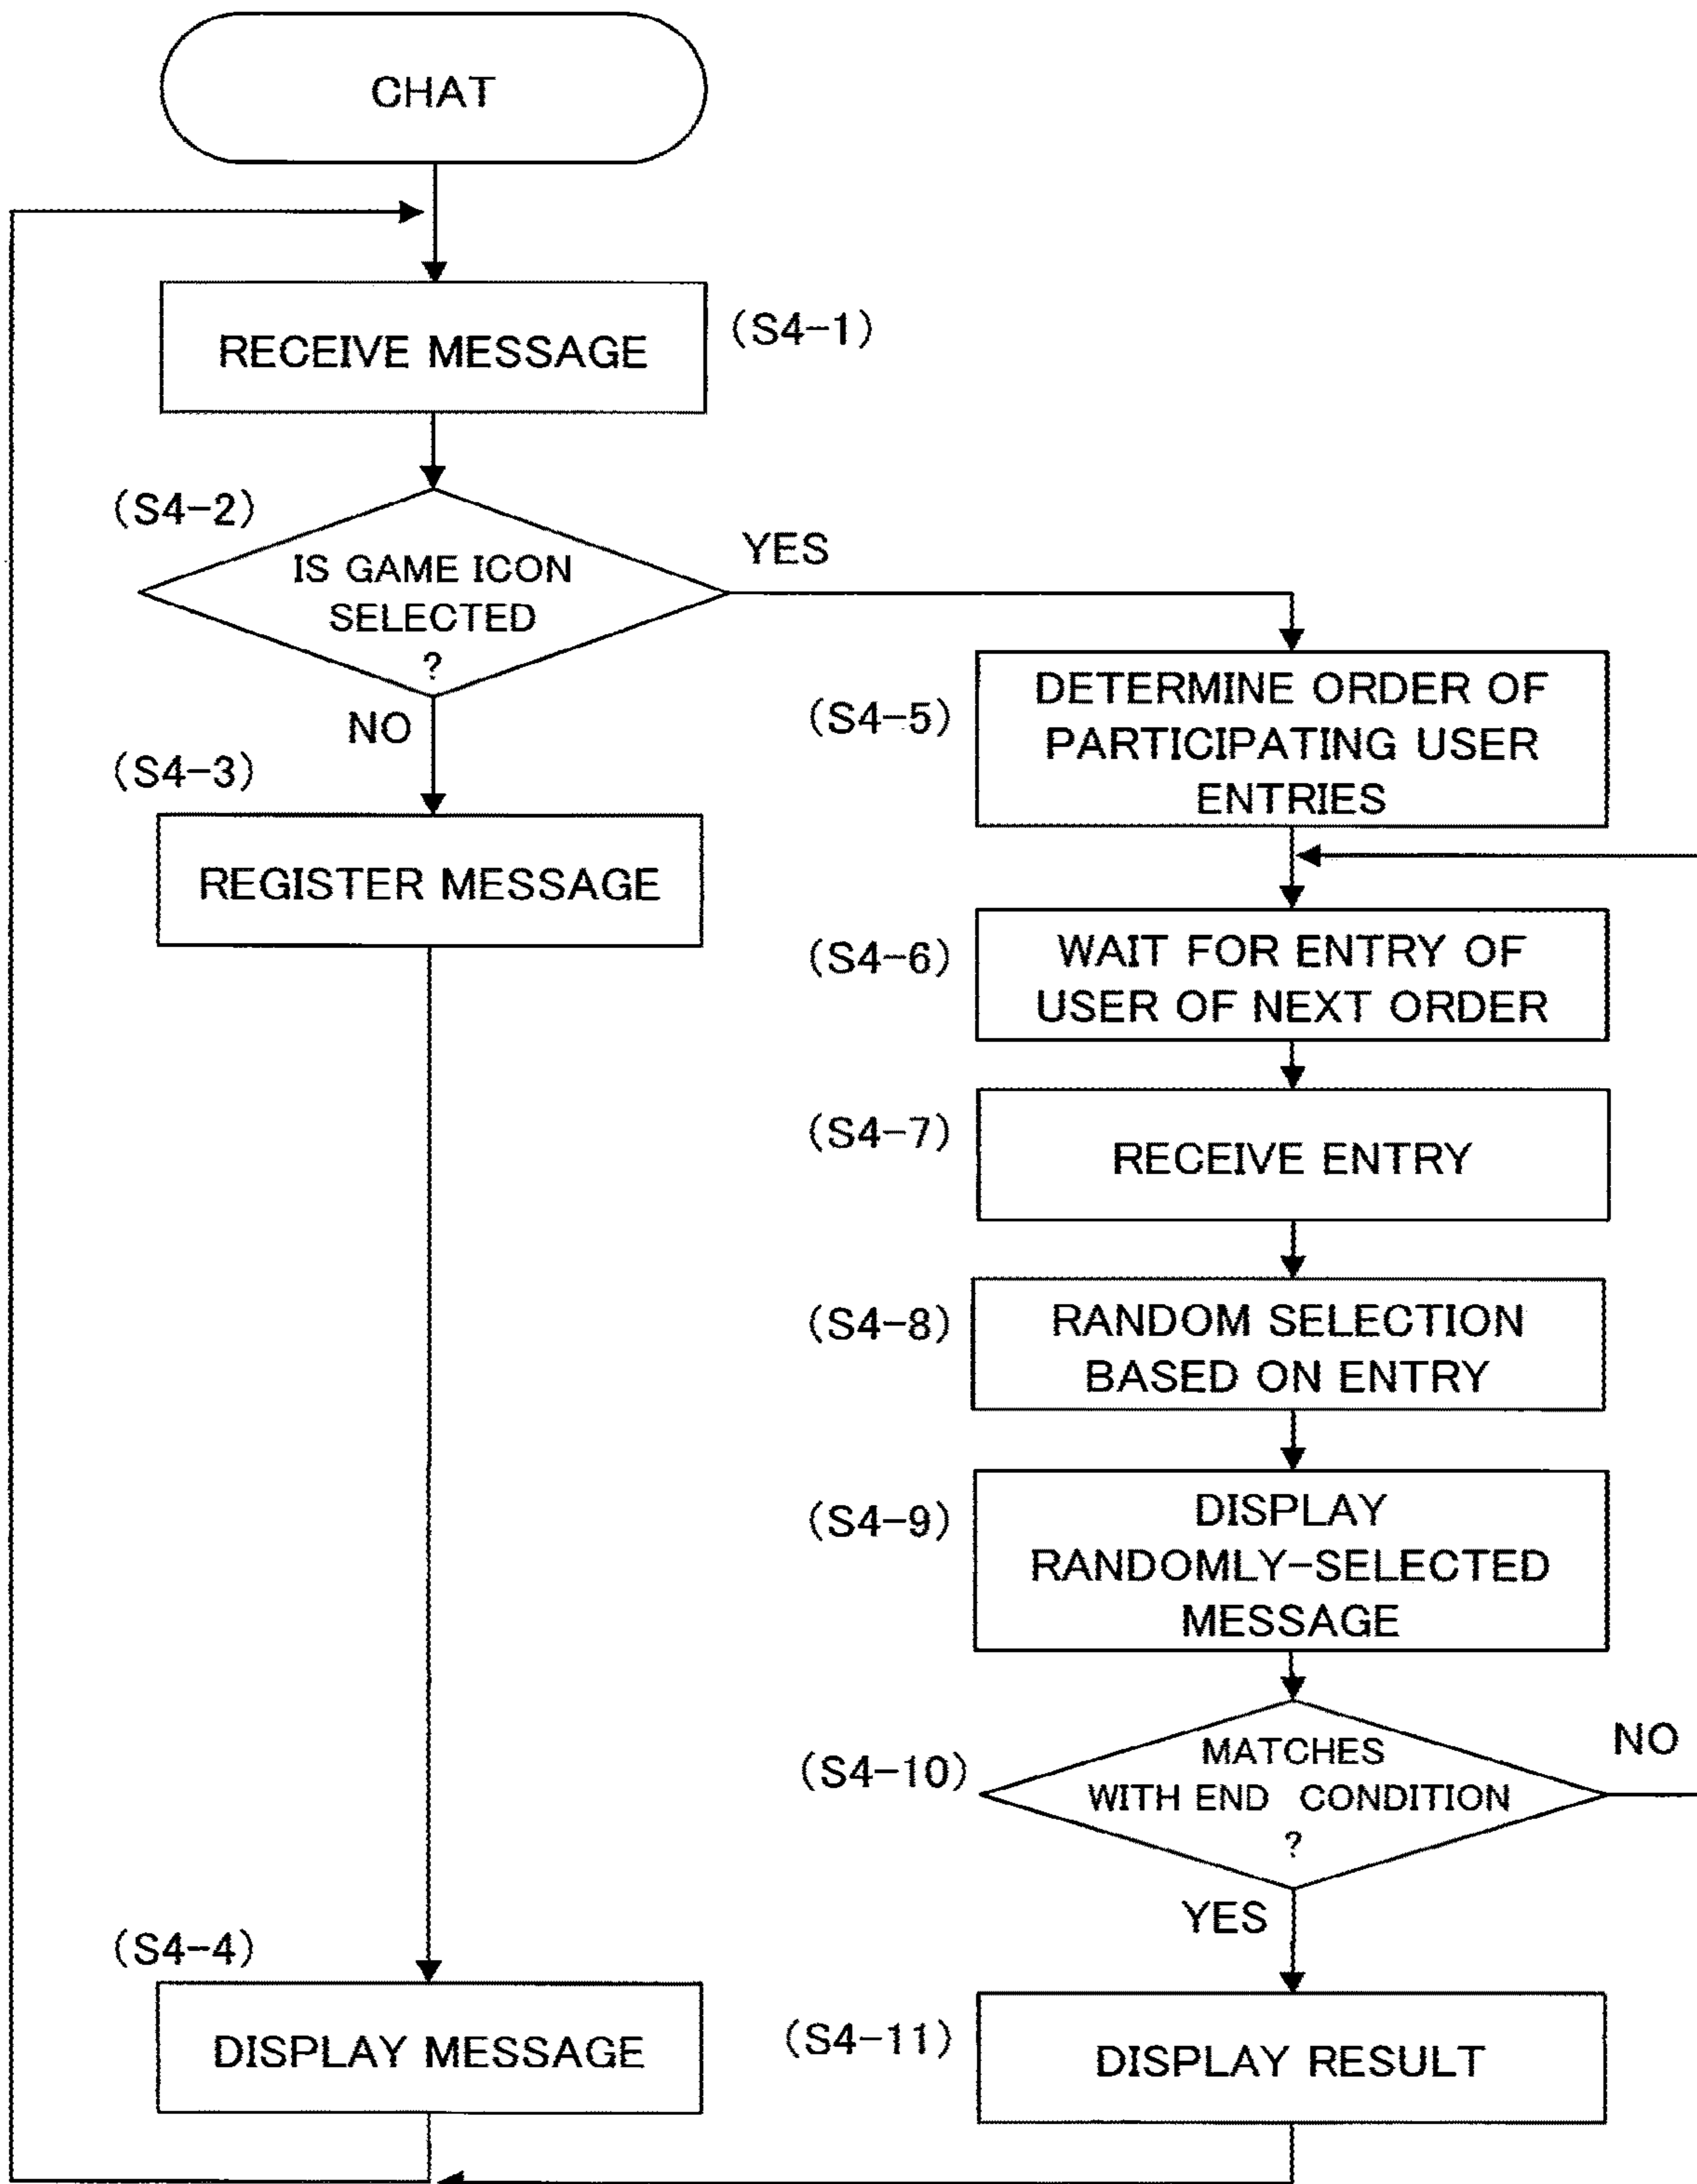 CHAT
RECEIVE MESSAGE
(S4-1)
(S4-2)
IS GAME ICON
SELECTED
?
YES
NO
(S4-3)
REGISTER MESSAGE
(S4-4)
DISPLAY MESSAGE
(S4-5)
DETERMINE ORDER OF
PARTICIPATING USER
ENTRIES
(S4-6)
WAIT FOR ENTRY OF
USER OF NEXT ORDER
(S4-7)
RECEIVE ENTRY
(S4-8)
RANDOM SELECTION
BASED ON ENTRY
(S4-9)
DISPLAY
RANDOMLY-SELECTED
MESSAGE
(S4-10)
MATCHES
WITH END CONDITION
?
NO
YES
(S4-11)
DISPLAY RESULT